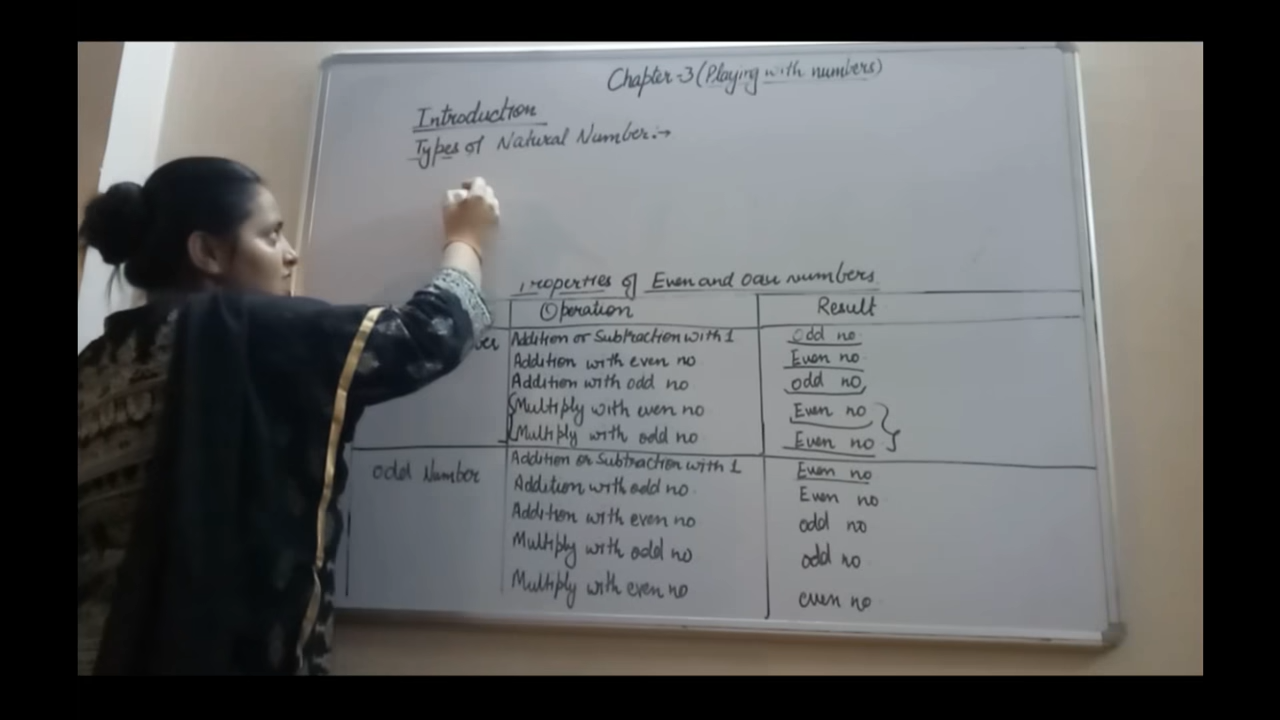 Chapter-3 (Playing with numbers)
Introduction
Types of Natural Number:→
Properties of Even and odd numbers
Operation Result
Addition or Subtraction with 1 Odd no
Addition with even no Even no
Addition with odd no odd no
Multiply with even no Even no
Multiply with odd no Even no
odd Number Addition or Subtraction with 1 Even no
Addition with odd no Even no
Addition with even no odd no
Multiply with odd no odd no
Multiply with even no even no